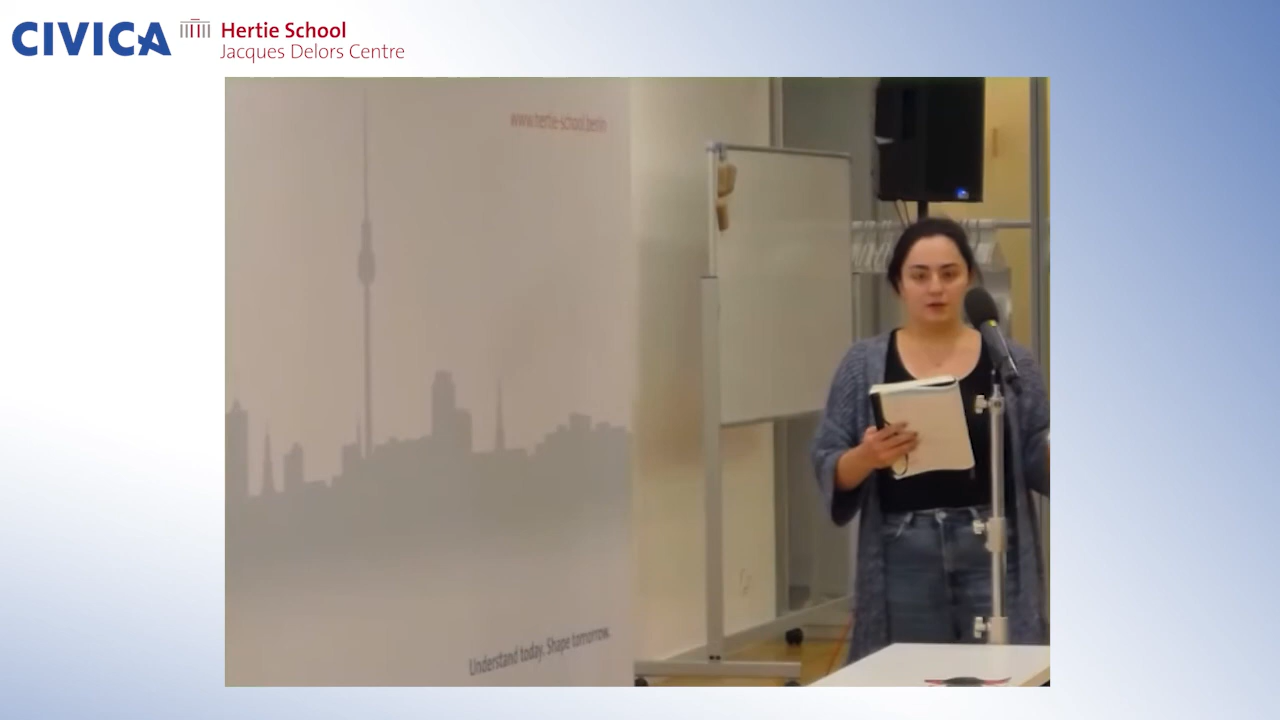 CIVICA
Hertie School
Jacques Delors Centre
www.hertie-school.berlin
Understand today. Shape tomorrow.